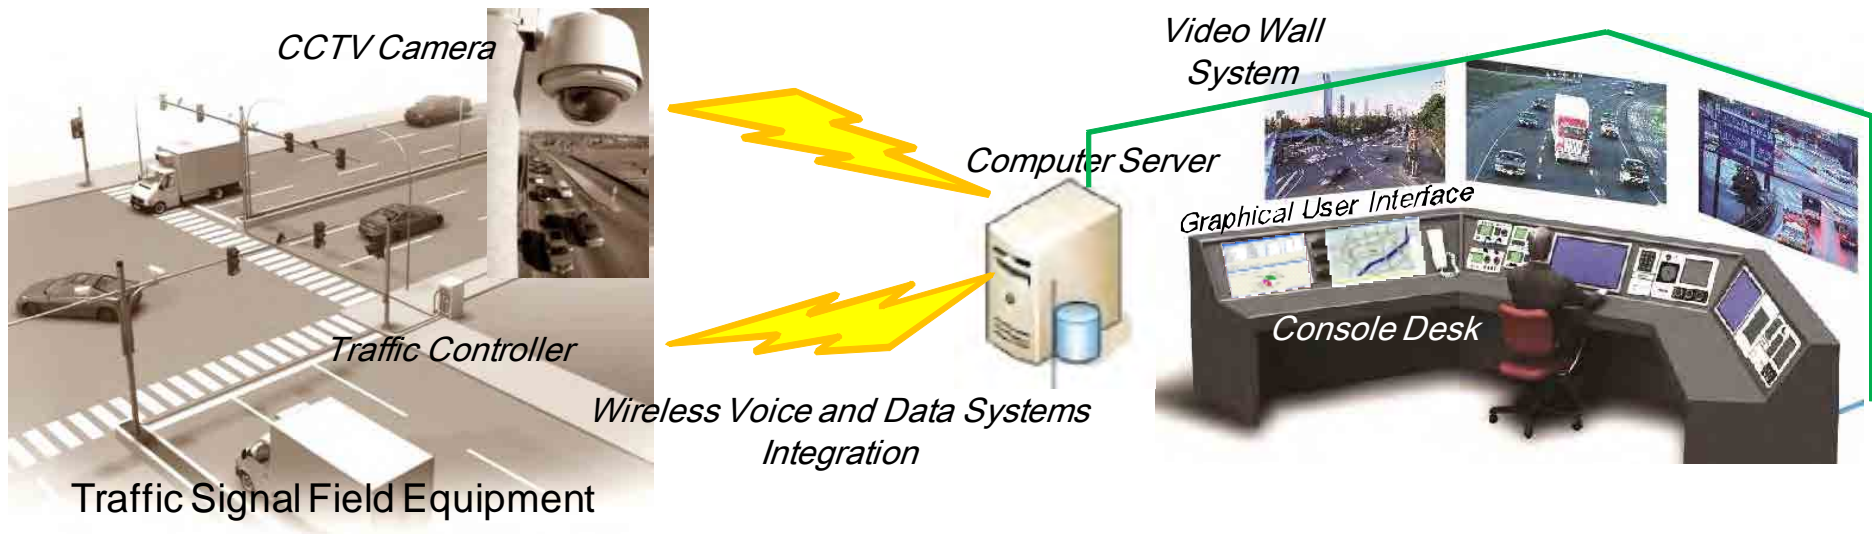 CCTV Camera
Video Wall
System
Computer Server
Graphical User Interface
Console Desk
Traffic Controller
Wireless Voice and Data Systems
Integration
Traffic Signal Field Equipment